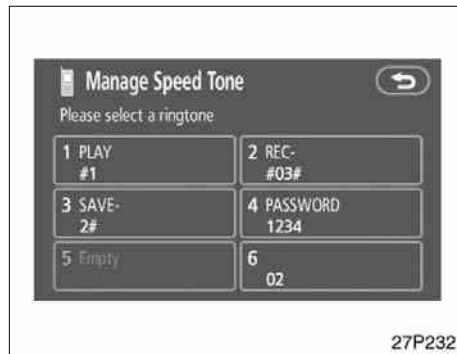 Manage Speed Tone
Please select a ringtone
1 PLAY
#1
2 REC-
#03#
3 SAVE-
2#
4 PASSWORD
1234
5 Empty
6
02
27P232